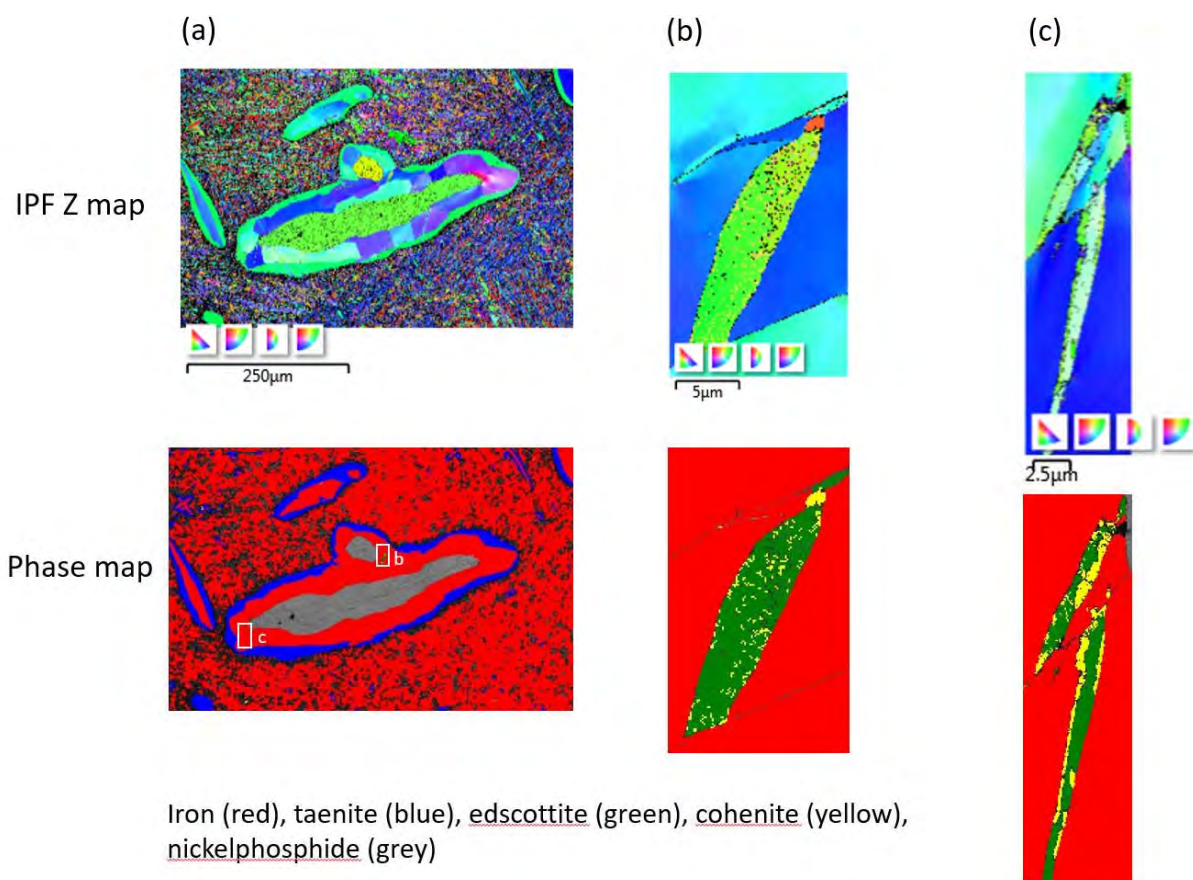 (a)
(b)
(c)
IPF Z map
250μm
5μm
2.5μm
Phase map
b
c
Iron (red), taenite (blue), edscottite (green), cohenite (yellow),
nickelphosphide (grey)